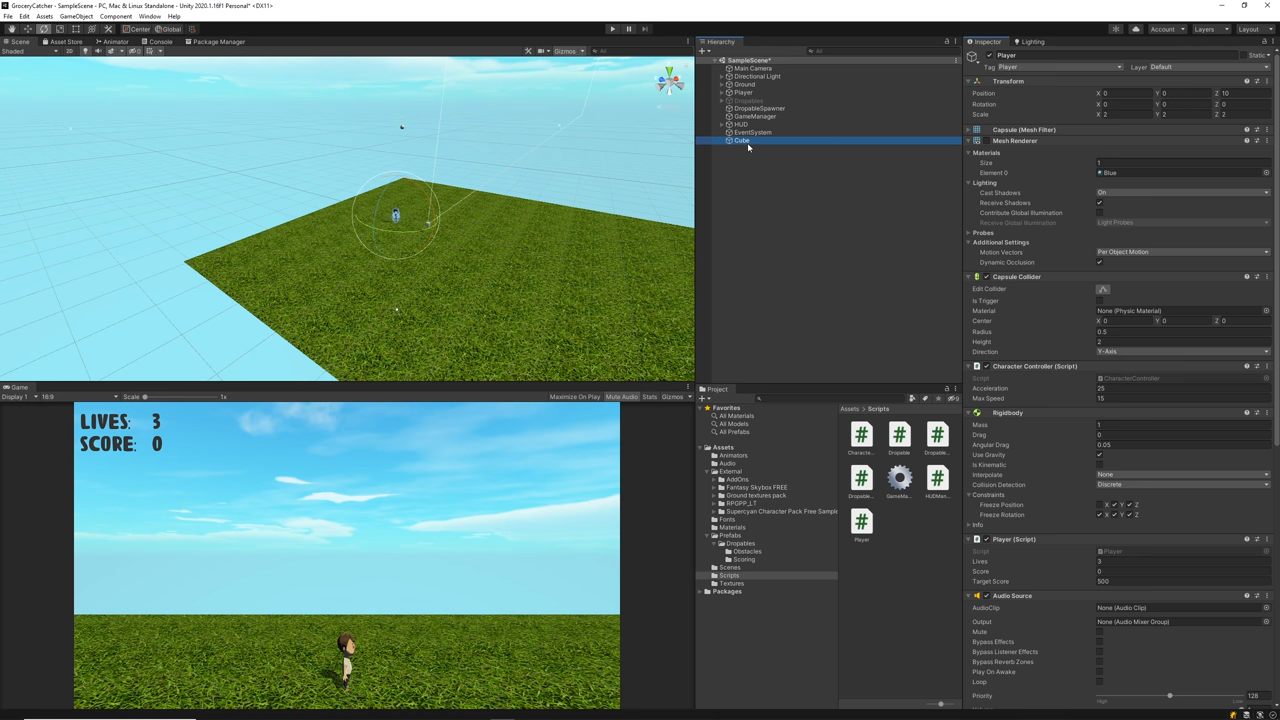 GroceryCatcher - SampleScene - PC, Mac & Linux Standalone - Unity 2020.1.16f1 Personal* <DX11>
File Edit Assets GameObject Component Window Help
Center Global Account Layers Layout
Scene Asset Store Animator Console Package Manager
Shaded 2D 0 Gizmos All
Hierarchy
All
SampleScene*
Main Camera
Directional Light
Ground
Player
Dropables
DropableSpawner
GameManager
HUD
EventSystem
Cube
Inspector Lighting
Player Static
Tag Player Layer Default
Transform
Position X 0 Y 0 Z 10
Rotation X 0 Y 0 Z 0
Scale X 2 Y 2 Z 2
Capsule (Mesh Filter)
Mesh Renderer
Materials
Size 1
Element 0 Blue
Lighting
Cast Shadows On
Receive Shadows
Contribute Global Illumination
Receive Global Illumination Light Probes
Probes
Additional Settings
Motion Vectors Per Object Motion
Dynamic Occlusion
Capsule Collider
Edit Collider
Is Trigger
Material None (Physic Material)
Center X 0 Y 0 Z 0
Radius 0.5
Height 2
Direction Y-Axis
Character Controller (Script)
Script CharacterController
Acceleration 25
Max Speed 15
Rigidbody
Mass 1
Drag 0
Angular Drag 0.05
Use Gravity
Is Kinematic
Interpolate None
Collision Detection Discrete
Constraints
Freeze Position X Y Z
Freeze Rotation X Y Z
Info
Player (Script)
Script Player
Lives 3
Score 0
Target Score 500
Audio Source
AudioClip None (Audio Clip)
Output None (Audio Mixer Group)
Mute
Bypass Effects
Bypass Listener Effects
Bypass Reverb Zones
Play On Awake
Loop
Priority 128
High Low
Game
Display 1 16:9 Scale 1x Maximize On Play Mute Audio Stats Gizmos
LIVES: 3
SCORE: 0
Project
Favorites
All Materials
All Models
All Prefabs
Assets
Animators
Audio
External
AddOns
Fantasy Skybox FREE
Ground textures pack
RPGPP_LT
Supercyan Character Pack Free Sample
Fonts
Materials
Prefabs
Dropables
Obstacles
Scoring
Scenes
Scripts
Textures
Packages
Assets > Scripts
Characte... Dropable Dropable...
Dropable... GameMa... HUDMan...
Player